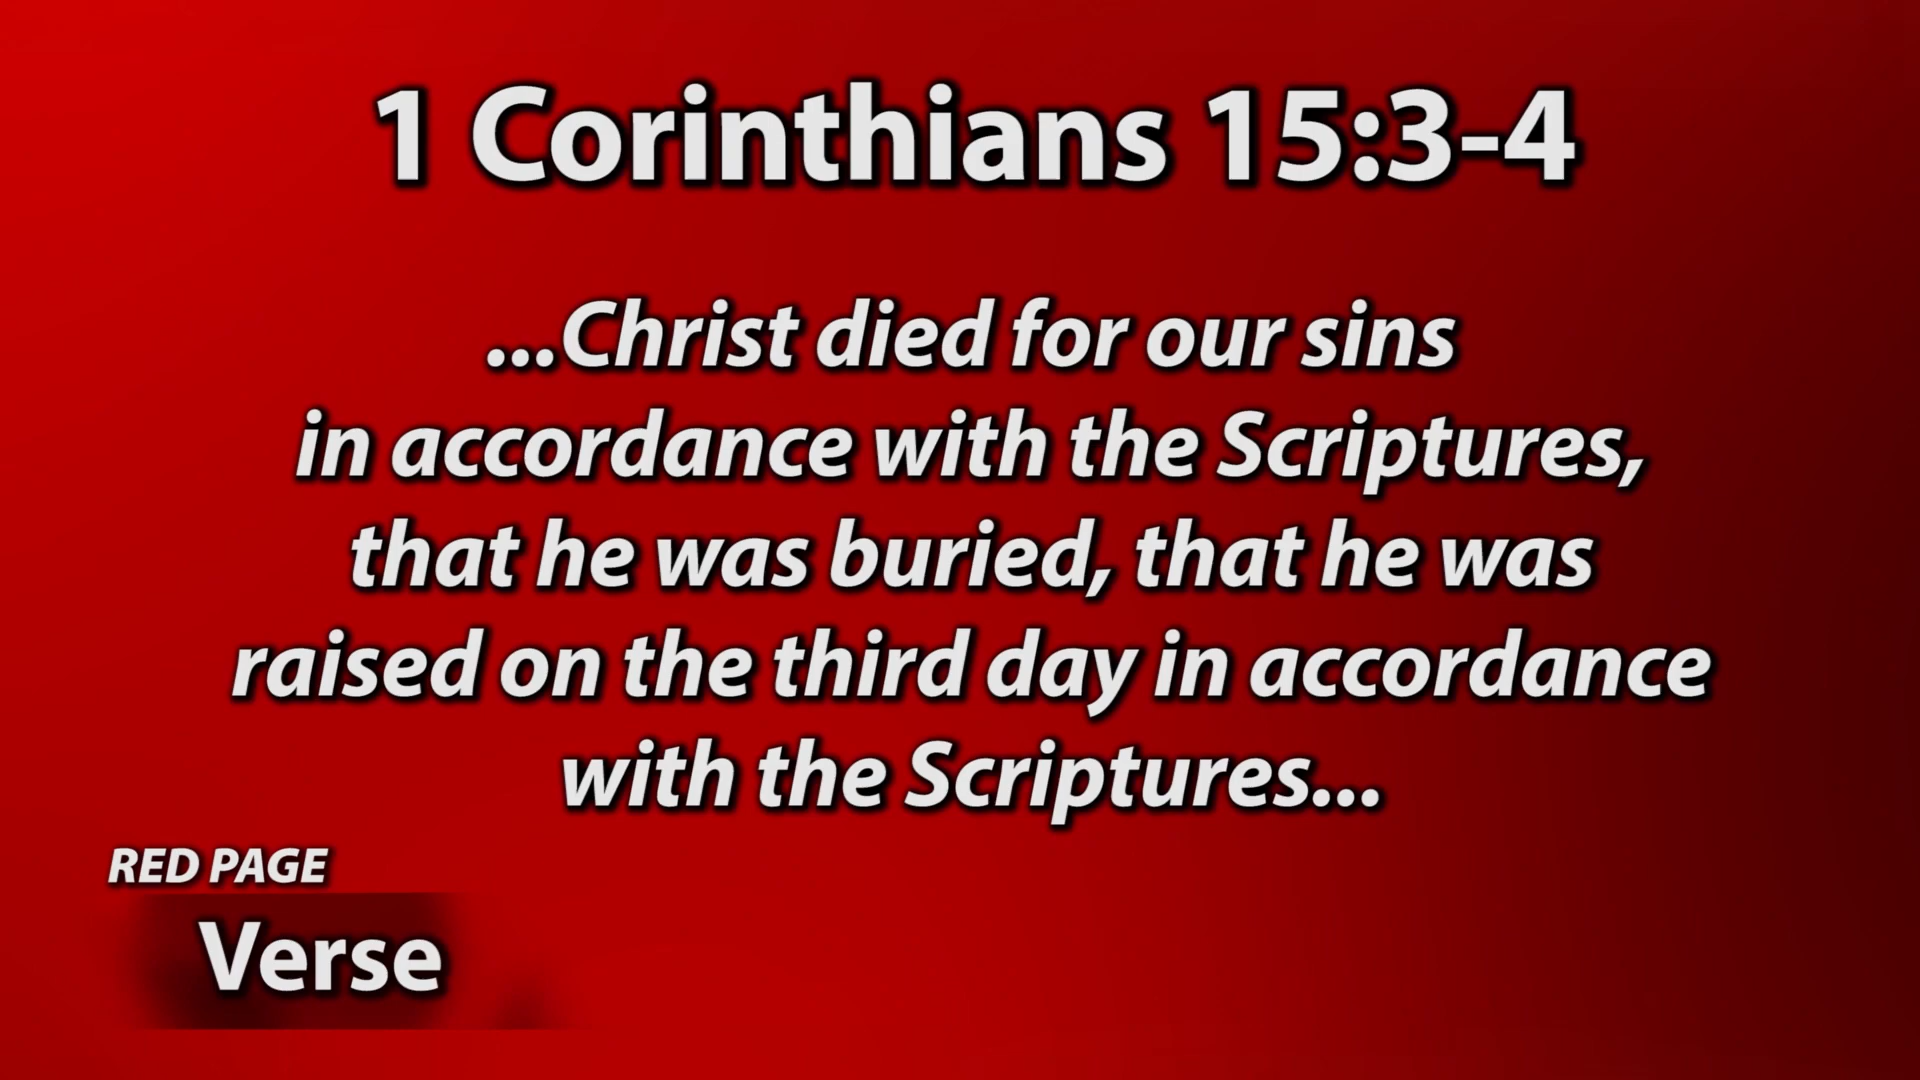 1 Corinthians 15:3-4
...Christ died for our sins
in accordance with the Scriptures,
that he was buried, that he was
raised on the third day in accordance
with the Scriptures...
RED PAGE
Verse